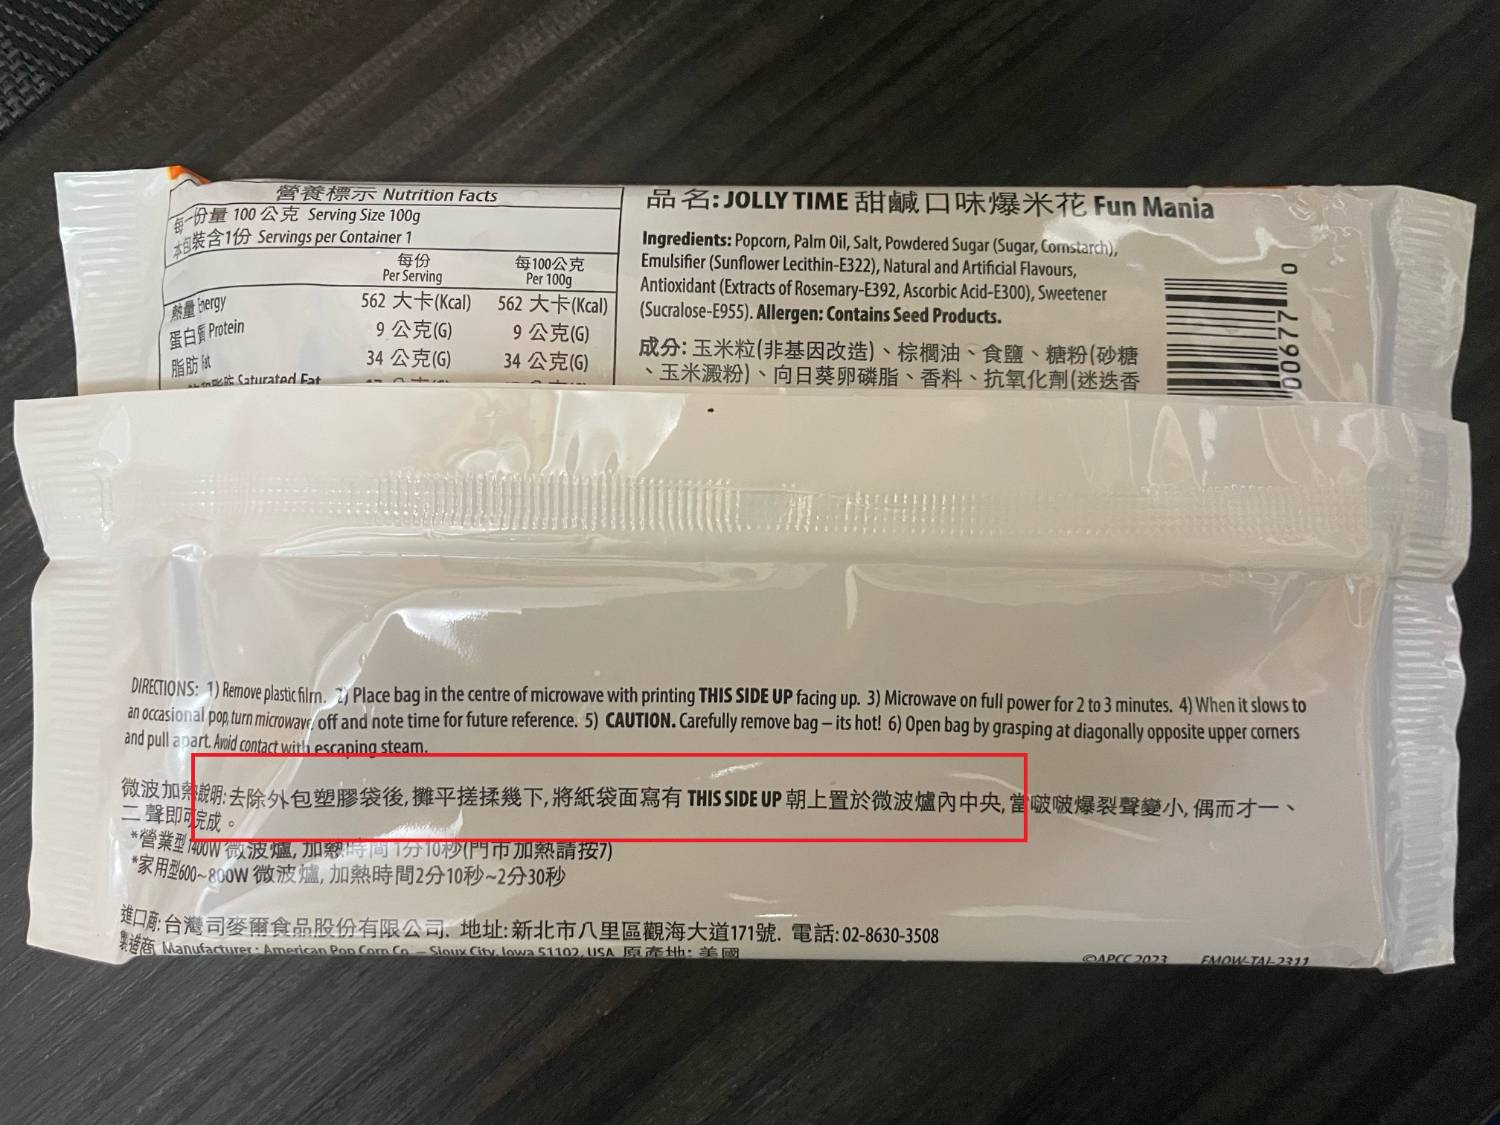 營養標示 Nutrition Facts
每一份量 100 公克 Serving Size 100g
本包裝含1份 Servings per Container 1
每份 每100公克
Per Serving Per 100g
熱量 Energy 562 大卡(Kcal) 562 大卡(Kcal)
蛋白質 Protein 9 公克(G) 9 公克(G)
脂肪 Fat 34 公克(G) 34 公克(G)
Saturated Fat
品名: JOLLY TIME 甜鹹口味爆米花 Fun Mania
Ingredients: Popcorn, Palm Oil, Salt, Powdered Sugar (Sugar, Cornstarch),
Emulsifier (Sunflower Lecithin-E322), Natural and Artificial Flavours,
Antioxidant (Extracts of Rosemary-E392, Ascorbic Acid-E300), Sweetener
(Sucralose-E955). Allergen: Contains Seed Products.
成分: 玉米粒(非基因改造)、棕櫚油、食鹽、糖粉(砂糖
、玉米澱粉)、向日葵卵磷脂、香料、抗氧化劑(迷迭香
00677 0
DIRECTIONS: 1) Remove plastic film. 2) Place bag in the centre of microwave with printing THIS SIDE UP facing up. 3) Microwave on full power for 2 to 3 minutes. 4) When it slows to
an occasional pop, turn microwave off and note time for future reference. 5) CAUTION. Carefully remove bag – its hot! 6) Open bag by grasping at diagonally opposite upper corners
and pull apart. Avoid contact with escaping steam.
微波加熱說明: 去除外包塑膠袋後, 攤平搓揉幾下, 將紙袋面寫有 THIS SIDE UP 朝上置於微波爐內中央, 當啵啵爆裂聲變小, 偶而才一、
二 聲即可完成。
*營業型1400W 微波爐, 加熱時間 1分10秒(門市加熱請按7)
*家用型600~800W 微波爐, 加熱時間2分10秒~2分30秒
進口商: 台灣司麥爾食品股份有限公司. 地址: 新北市八里區觀海大道171號. 電話: 02-8630-3508
製造商 Manufacturer : American Pop Corn Co. – Sioux City, Iowa 51102, USA 原產地: 美國
©APCC 2023 FMOW-TAI-2311